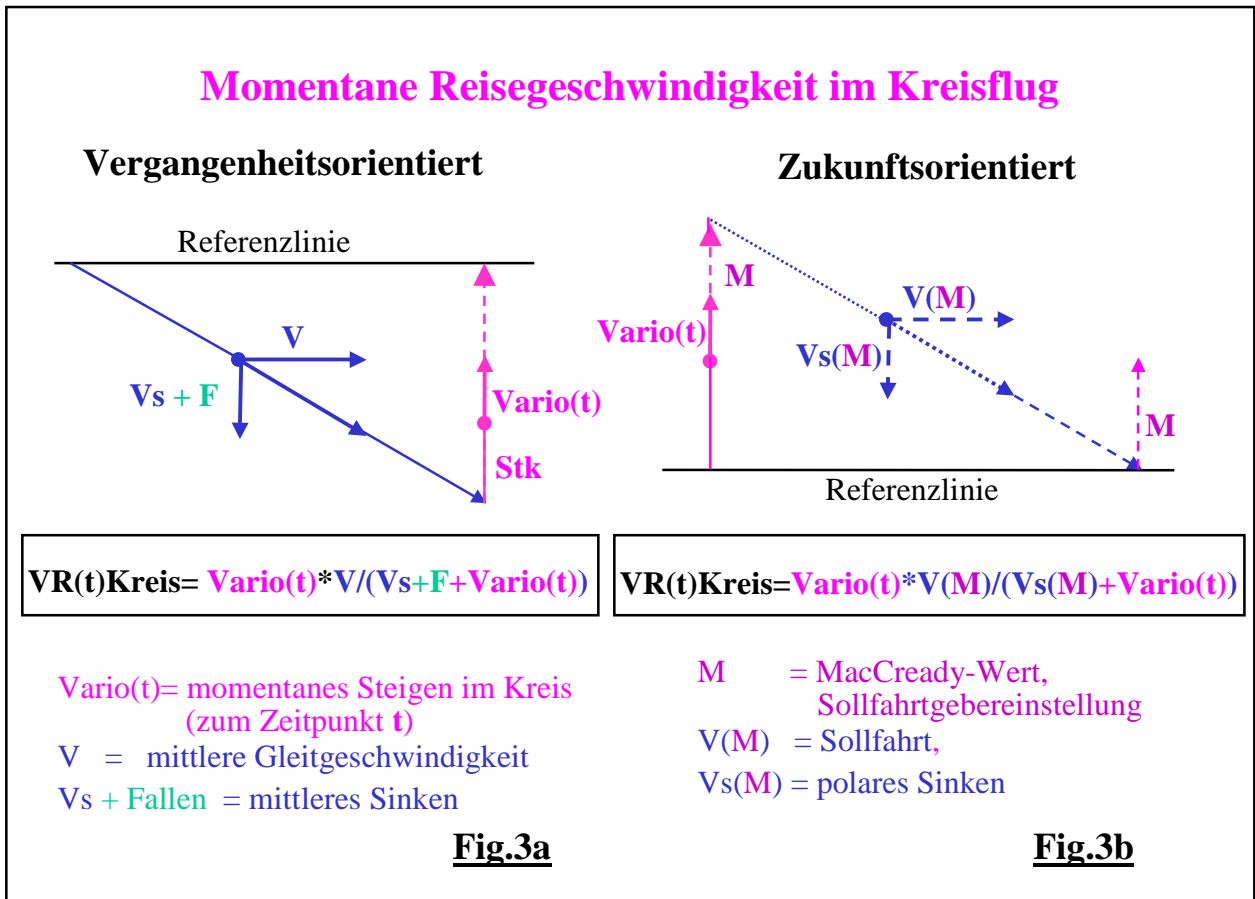 Momentane Reisegeschwindigkeit im Kreisflug
Vergangenheitsorientiert
Referenzlinie
V
Vs + F
Vario(t)
Stk
VR(t)Kreis= Vario(t)*V/(Vs+F+Vario(t))
Vario(t)= momentanes Steigen im Kreis
(zum Zeitpunkt t)
V = mittlere Gleitgeschwindigkeit
Vs + Fallen = mittleres Sinken
Fig.3a
Zukunftsorientiert
M
V(M)
Vario(t)
Vs(M)
M
Referenzlinie
VR(t)Kreis=Vario(t)*V(M)/(Vs(M)+Vario(t))
M = MacCready-Wert,
Sollfahrtgebereinstellung
V(M) = Sollfahrt,
Vs(M) = polares Sinken
Fig.3b